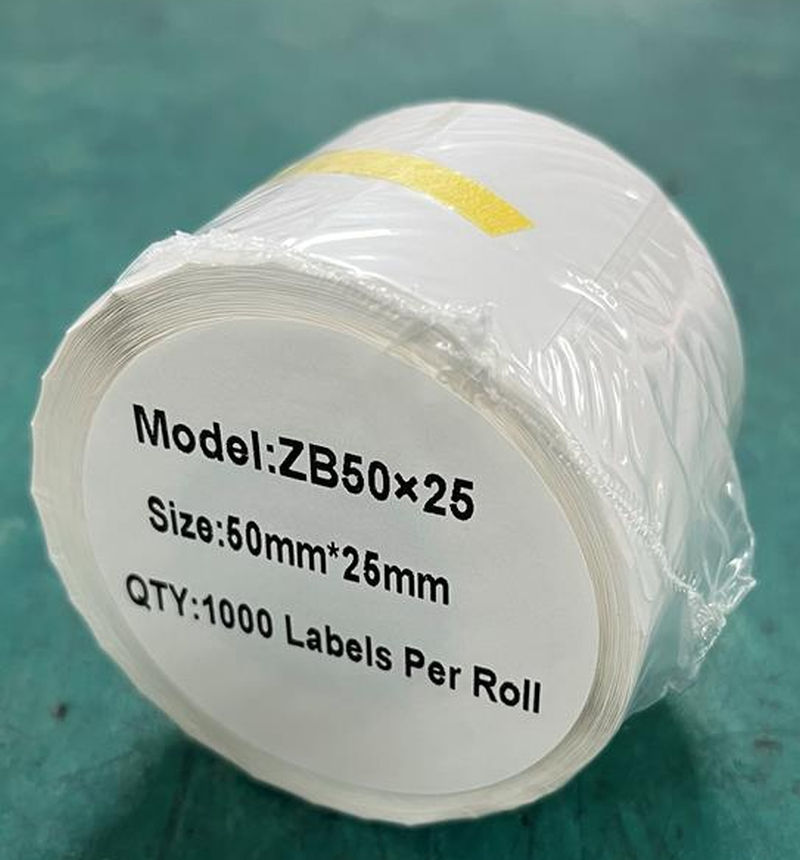 Model:ZB50×25
Size:50mm*25mm
QTY:1000 Labels Per Roll